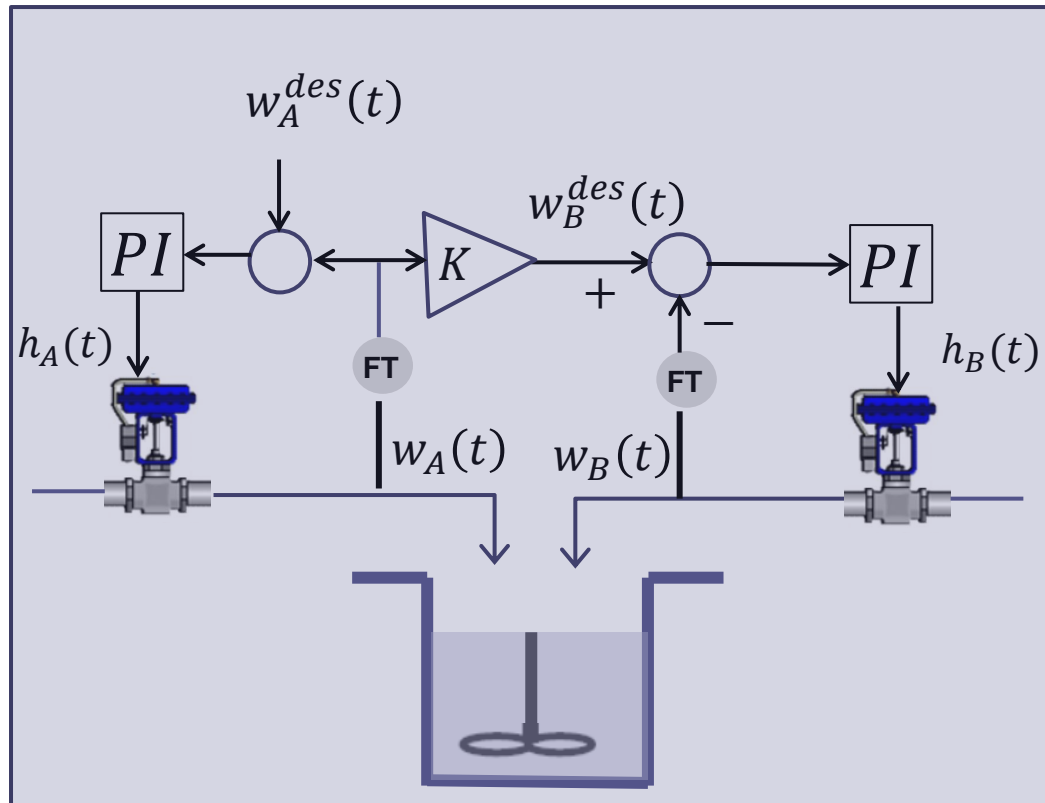 w_A^{des}(t)
PI
K
w_B^{des}(t)
PI
+
−
h_A(t)
FT
FT
h_B(t)
w_A(t)
w_B(t)